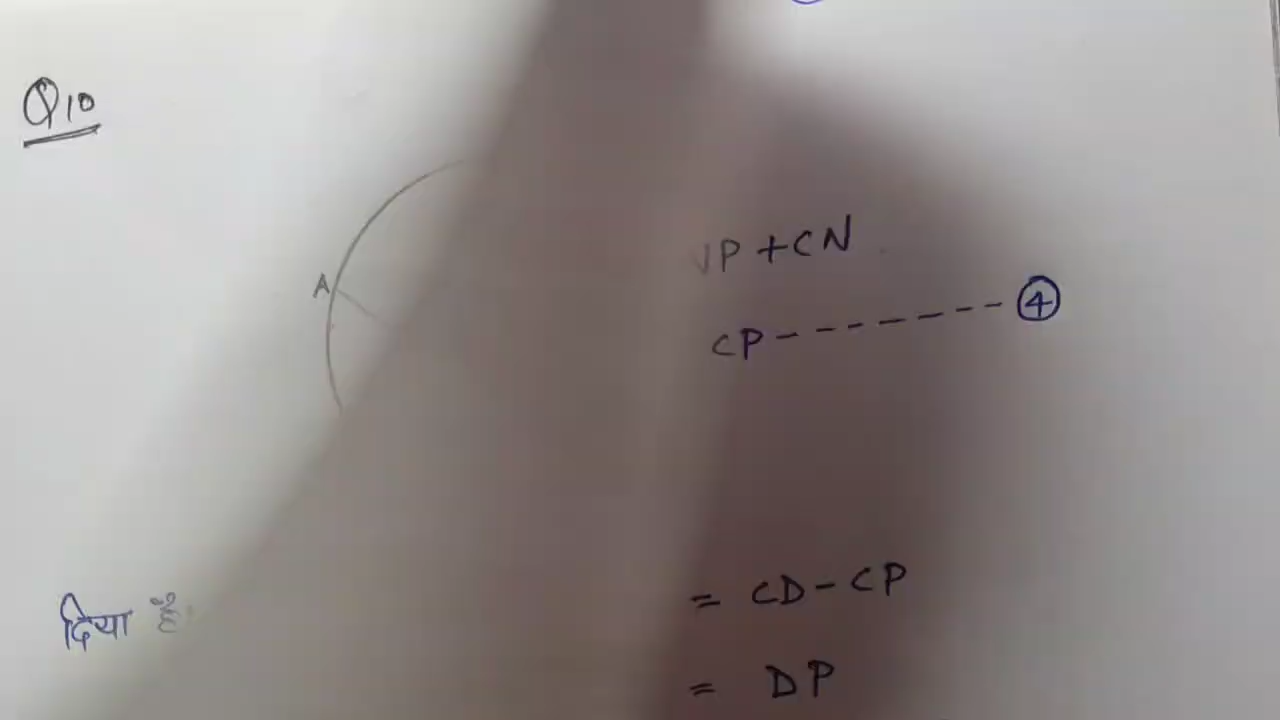 Q10
A
P + CN
CP ------- ④
दिया है
= CD - CP
= DP